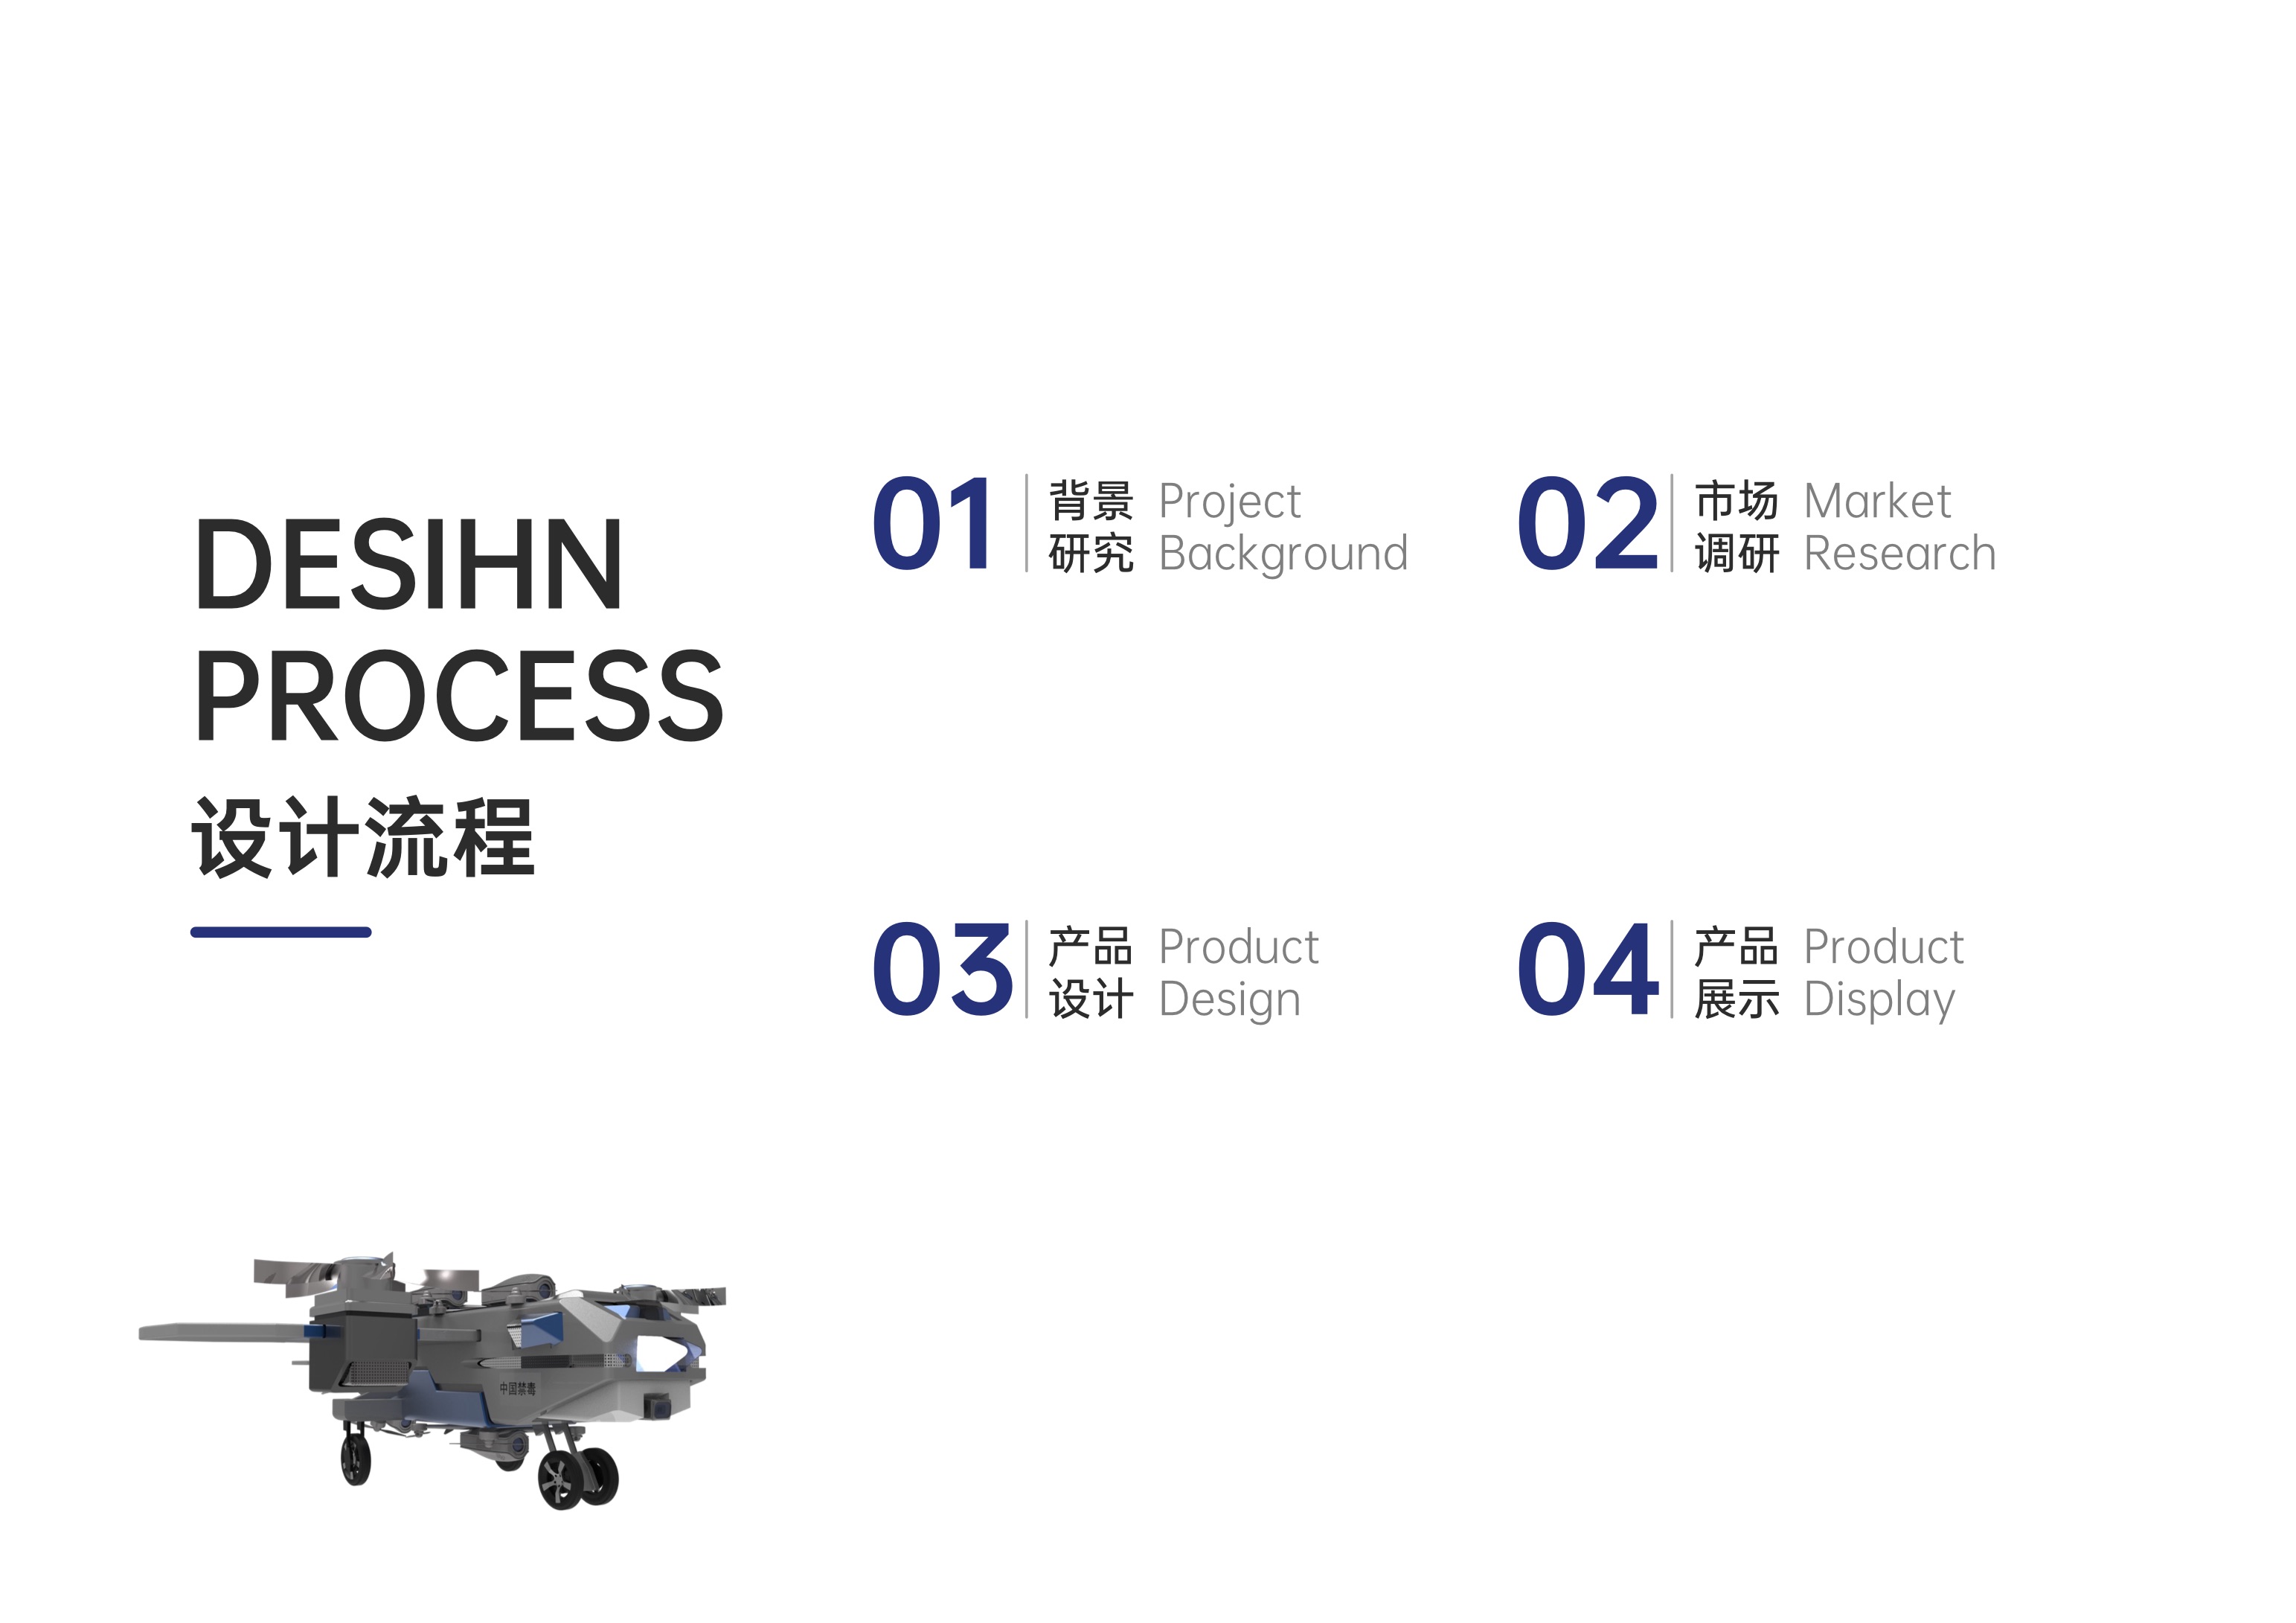 DESIHN
PROCESS
设计流程
01
背景 Project
研究 Background
02
市场 Market
调研 Research
03
产品 Product
设计 Design
04
产品 Product
展示 Display
中国禁毒